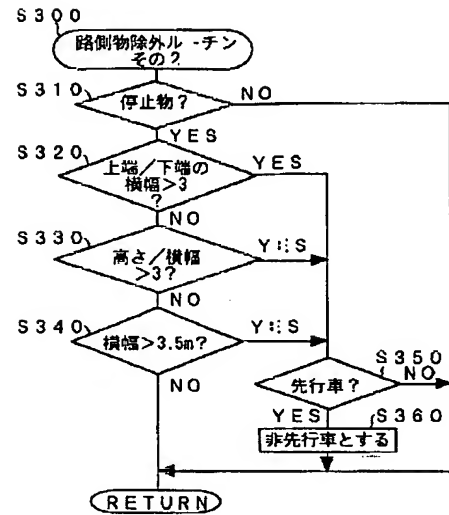 S300
路側物除外ル-チン
その2
S310
停止物?
NO
YES
S320
上端/下端の
横幅>3
?
YES
NO
S330
高さ/横幅
>3?
YES
NO
S340
横幅>3.5m?
YES
NO
S350
先行車?
NO
YES
S360
非先行車とする
RETURN